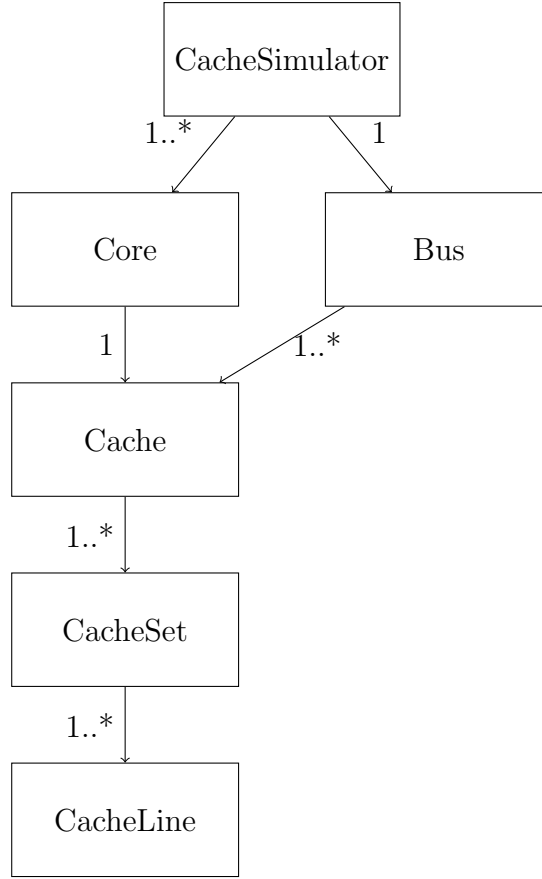 CacheSimulator
1..*
1
Core
Bus
1
1..*
Cache
1..*
CacheSet
1..*
CacheLine